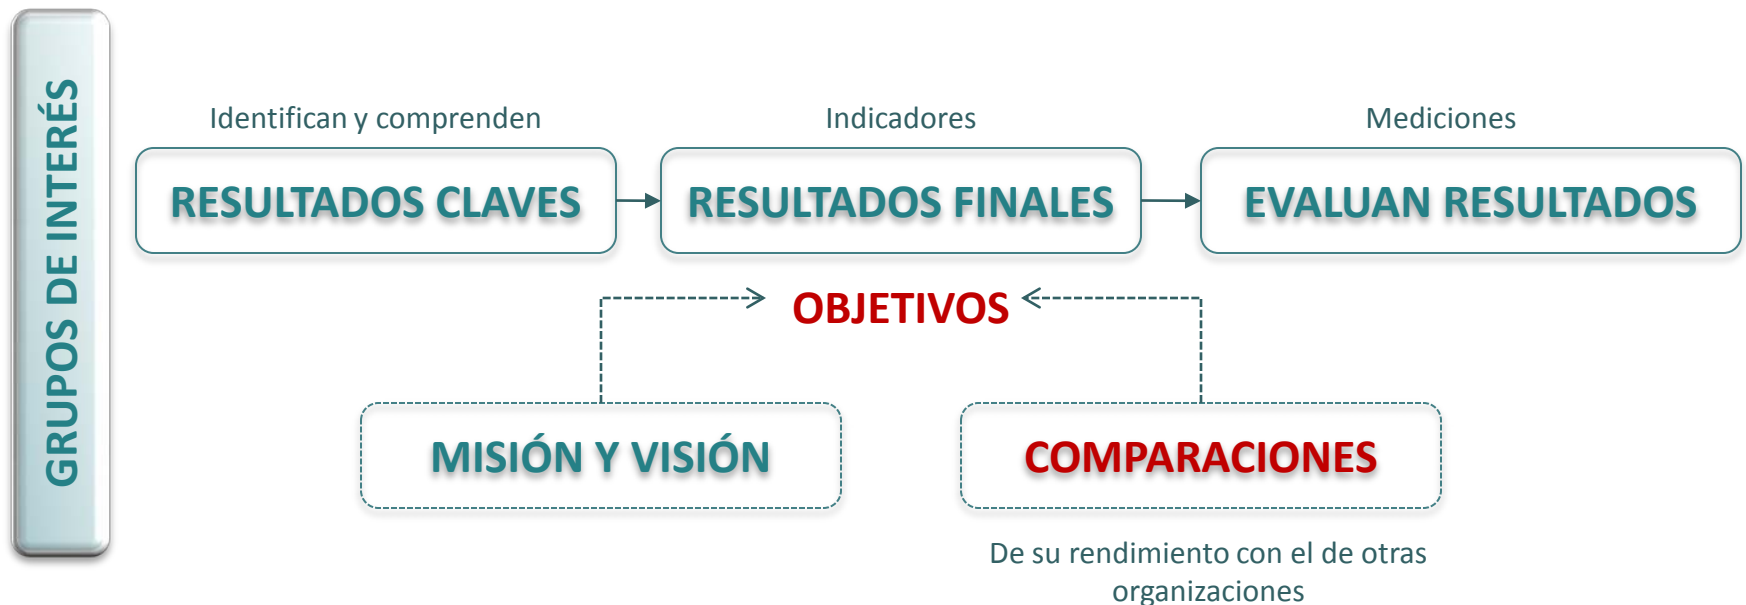 GRUPOS DE INTERÉS
Identifican y comprenden
RESULTADOS CLAVES
Indicadores
RESULTADOS FINALES
Mediciones
EVALUAN RESULTADOS
OBJETIVOS
MISIÓN Y VISIÓN
COMPARACIONES
De su rendimiento con el de otras
organizaciones